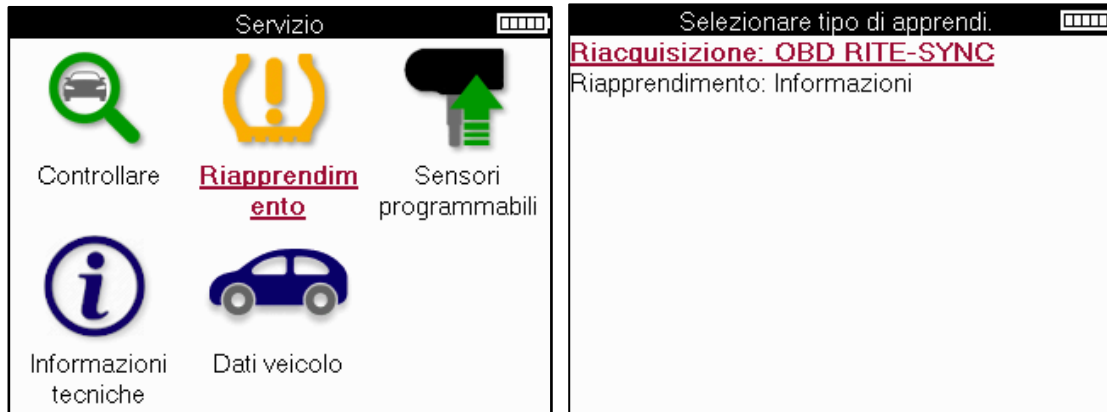 Servizio
Controllare
Riapprendim
ento
Sensori
programmabili
Informazioni
tecniche
Dati veicolo
Selezionare tipo di apprendi.
Riacquisizione: OBD RITE-SYNC
Riapprendimento: Informazioni